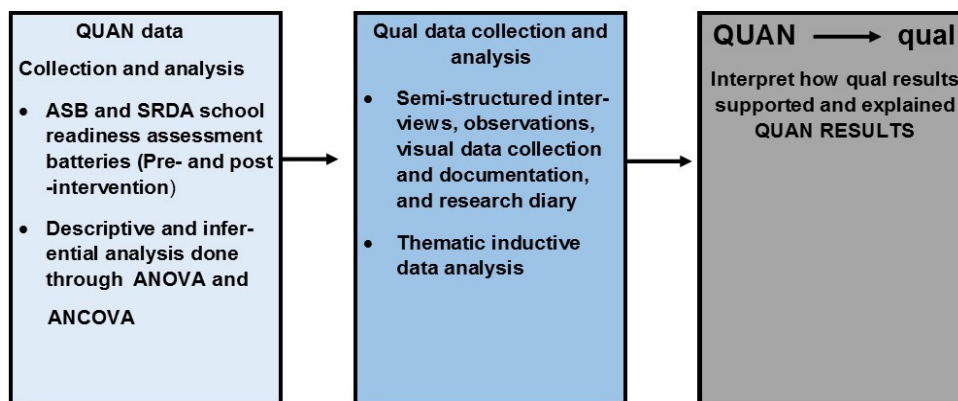 QUAN data
Collection and analysis
• ASB and SRDA school
readiness assessment
batteries (Pre- and post
-intervention)
• Descriptive and infer-
ential analysis done
through ANOVA and
ANCOVA
Qual data collection and
analysis
• Semi-structured inter-
views, observations,
visual data collection
and documentation,
and research diary
• Thematic inductive
data analysis
QUAN → qual
Interpret how qual results
supported and explained
QUAN RESULTS